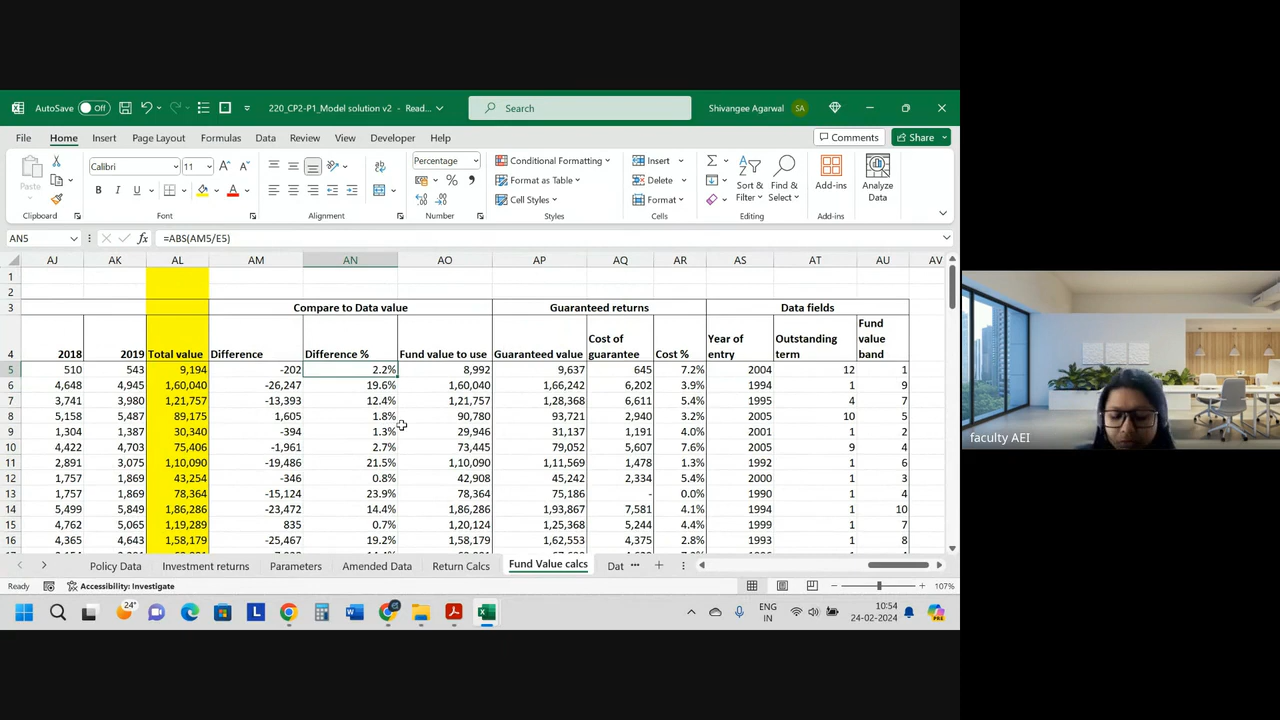 AutoSave Off 220_CP2-P1_Model solution v2 - Read... Search Shivangee Agarwal SA
File Home Insert Page Layout Formulas Data Review View Developer Help Comments Share
Paste Calibri 11 Percentage Conditional Formatting Insert
B I U Format as Table Delete Sort & Filter Find & Select Add-ins Analyze Data
Cell Styles Format
Clipboard Font Alignment Number Styles Cells Editing Add-ins
AN5 fx =ABS(AM5/E5)
AJ AK AL AM AN AO AP AQ AR AS AT AU AV
1
2
3 Compare to Data value Guaranteed returns Data fields
4 2018 2019 Total value Difference Difference % Fund value to use Guaranteed value Cost of guarantee Cost % Year of entry Outstanding term Fund value band
5 510 543 9,194 -202 2.2% 8,992 9,637 645 7.2% 2004 12 1
6 4,648 4,945 1,60,040 -26,247 19.6% 1,60,040 1,66,242 6,202 3.9% 1994 1 9
7 3,741 3,980 1,21,757 -13,393 12.4% 1,21,757 1,28,368 6,611 5.4% 1995 4 7
8 5,158 5,487 89,175 1,605 1.8% 90,780 93,721 2,940 3.2% 2005 10 5
9 1,304 1,387 30,340 -394 1.3% 29,946 31,137 1,191 4.0% 2001 1 2
10 4,422 4,703 75,406 -1,961 2.7% 73,445 79,052 5,607 7.6% 2005 9 4
11 2,891 3,075 1,10,090 -19,486 21.5% 1,10,090 1,11,569 1,478 1.3% 1992 1 6
12 1,757 1,869 43,254 -346 0.8% 42,908 45,242 2,334 5.4% 2000 1 3
13 1,757 1,869 78,364 -15,124 23.9% 78,364 75,186 - 0.0% 1990 1 4
14 5,499 5,849 1,86,286 -23,472 14.4% 1,86,286 1,93,867 7,581 4.1% 1994 1 10
15 4,762 5,065 1,19,289 835 0.7% 1,20,124 1,25,368 5,244 4.4% 1999 1 7
16 4,365 4,643 1,58,179 -25,467 19.2% 1,58,179 1,62,553 4,375 2.8% 1993 1 8
Policy Data Investment returns Parameters Amended Data Return Calcs Fund Value calcs Dat ...
Ready Accessibility: Investigate 107%
24° ENG IN 10:54 24-02-2024
faculty AEI